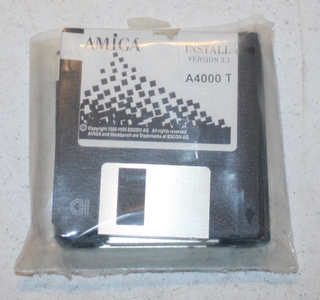 AMIGA
INSTALL
VERSION 3.1
A4000 T
© Copyright 1985-1995 ESCOM AG. All rights reserved.
AMIGA and Workbench are Trademarks of ESCOM AG